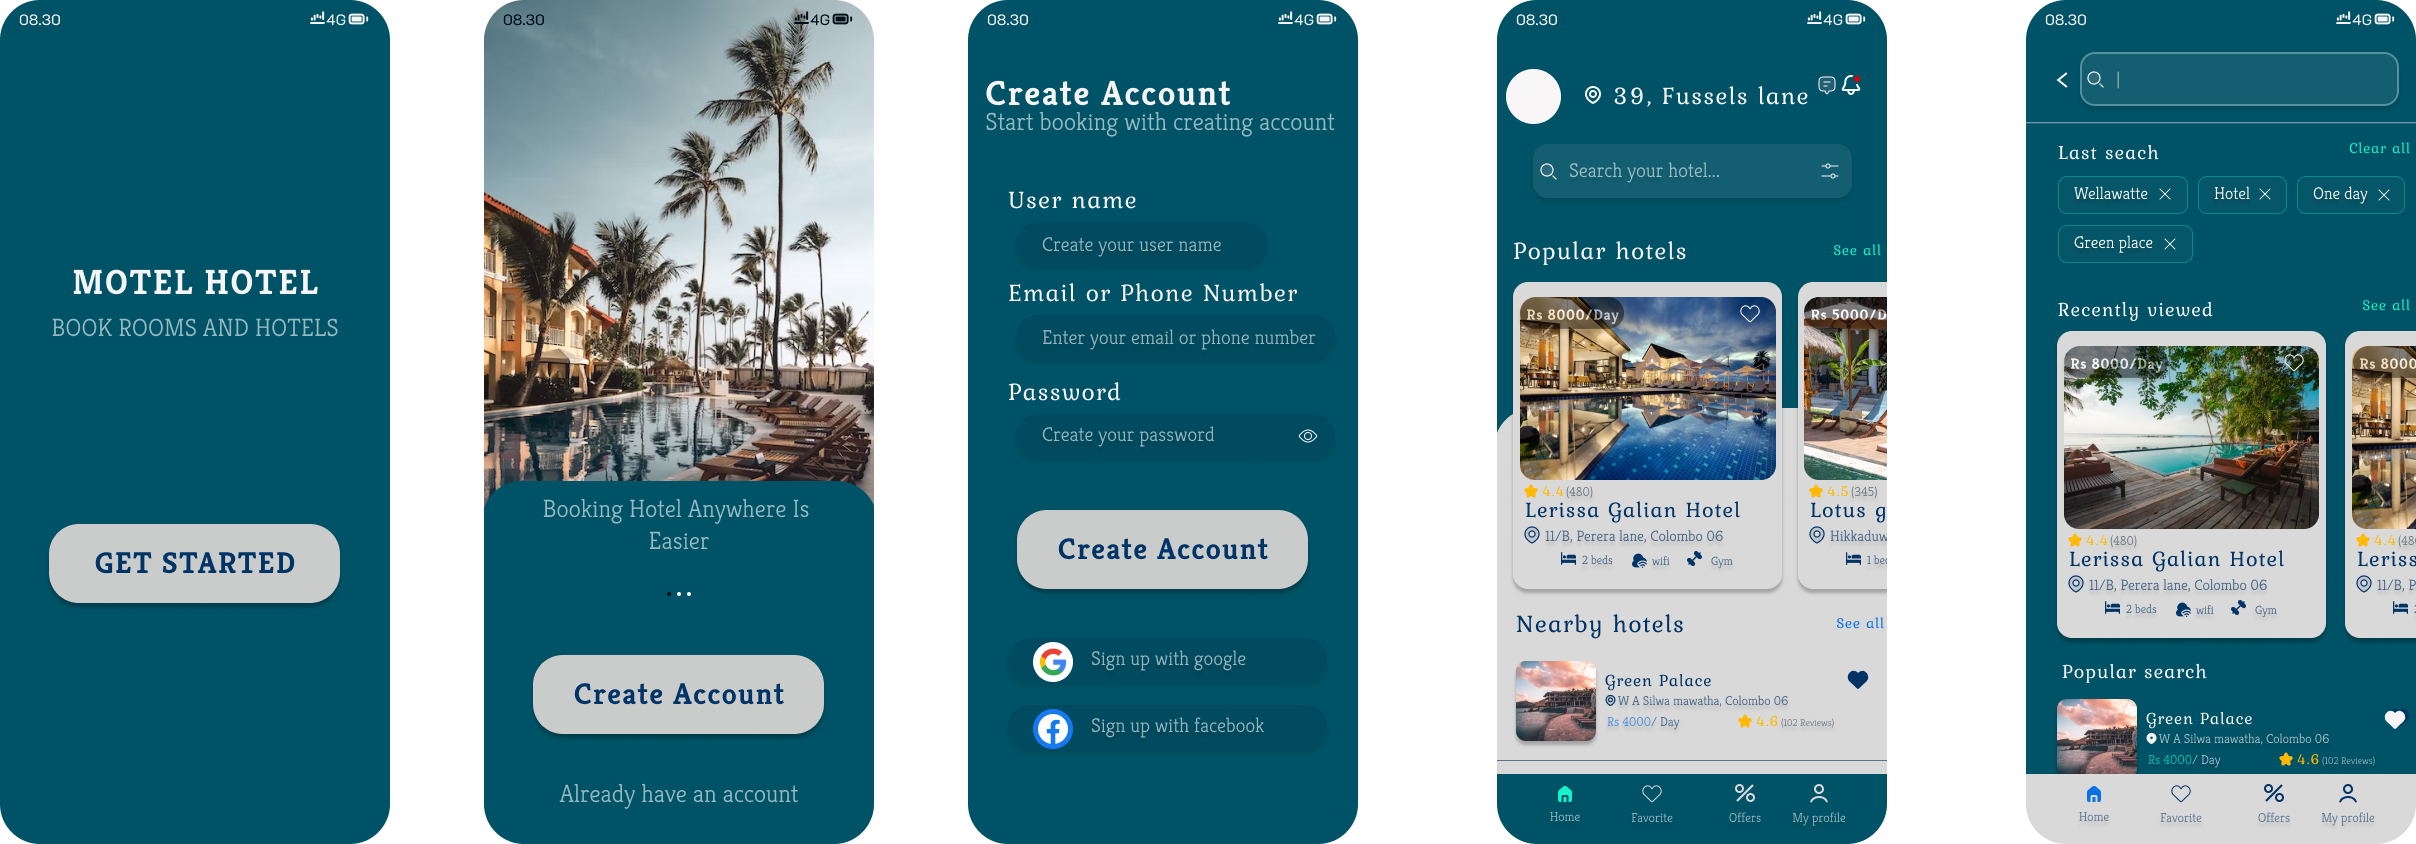 08.30
4G
MOTEL HOTEL
BOOK ROOMS AND HOTELS
GET STARTED
08.30
4G
Booking Hotel Anywhere Is
Easier
Create Account
Already have an account
08.30
4G
Create Account
Start booking with creating account
User name
Create your user name
Email or Phone Number
Enter your email or phone number
Password
Create your password
Create Account
Sign up with google
Sign up with facebook
08.30
4G
39, Fussels lane
Search your hotel...
Popular hotels
See all
Rs 8000/Day
4.4 (480)
Lerissa Galian Hotel
11/B, Perera lane, Colombo 06
2 beds
wifi
Gym
Rs 5000/D
4.5 (345)
Lotus g
Hikkaduw
1 bed
Nearby hotels
See all
Green Palace
W A Silwa mawatha, Colombo 06
Rs 4000/ Day
4.6 (102 Reviews)
Home
Favorite
Offers
My profile
08.30
4G
Last seach
Clear all
Wellawatte
Hotel
One day
Green place
Recently viewed
See all
Rs 8000/Day
4.4 (480)
Lerissa Galian Hotel
11/B, Perera lane, Colombo 06
2 beds
wifi
Gym
Rs 8000
4.4 (480
Leriss
11/B, P
Popular search
Green Palace
W A Silwa mawatha, Colombo 06
Rs 4000/ Day
4.6 (102 Reviews)
Home
Favorite
Offers
My profile